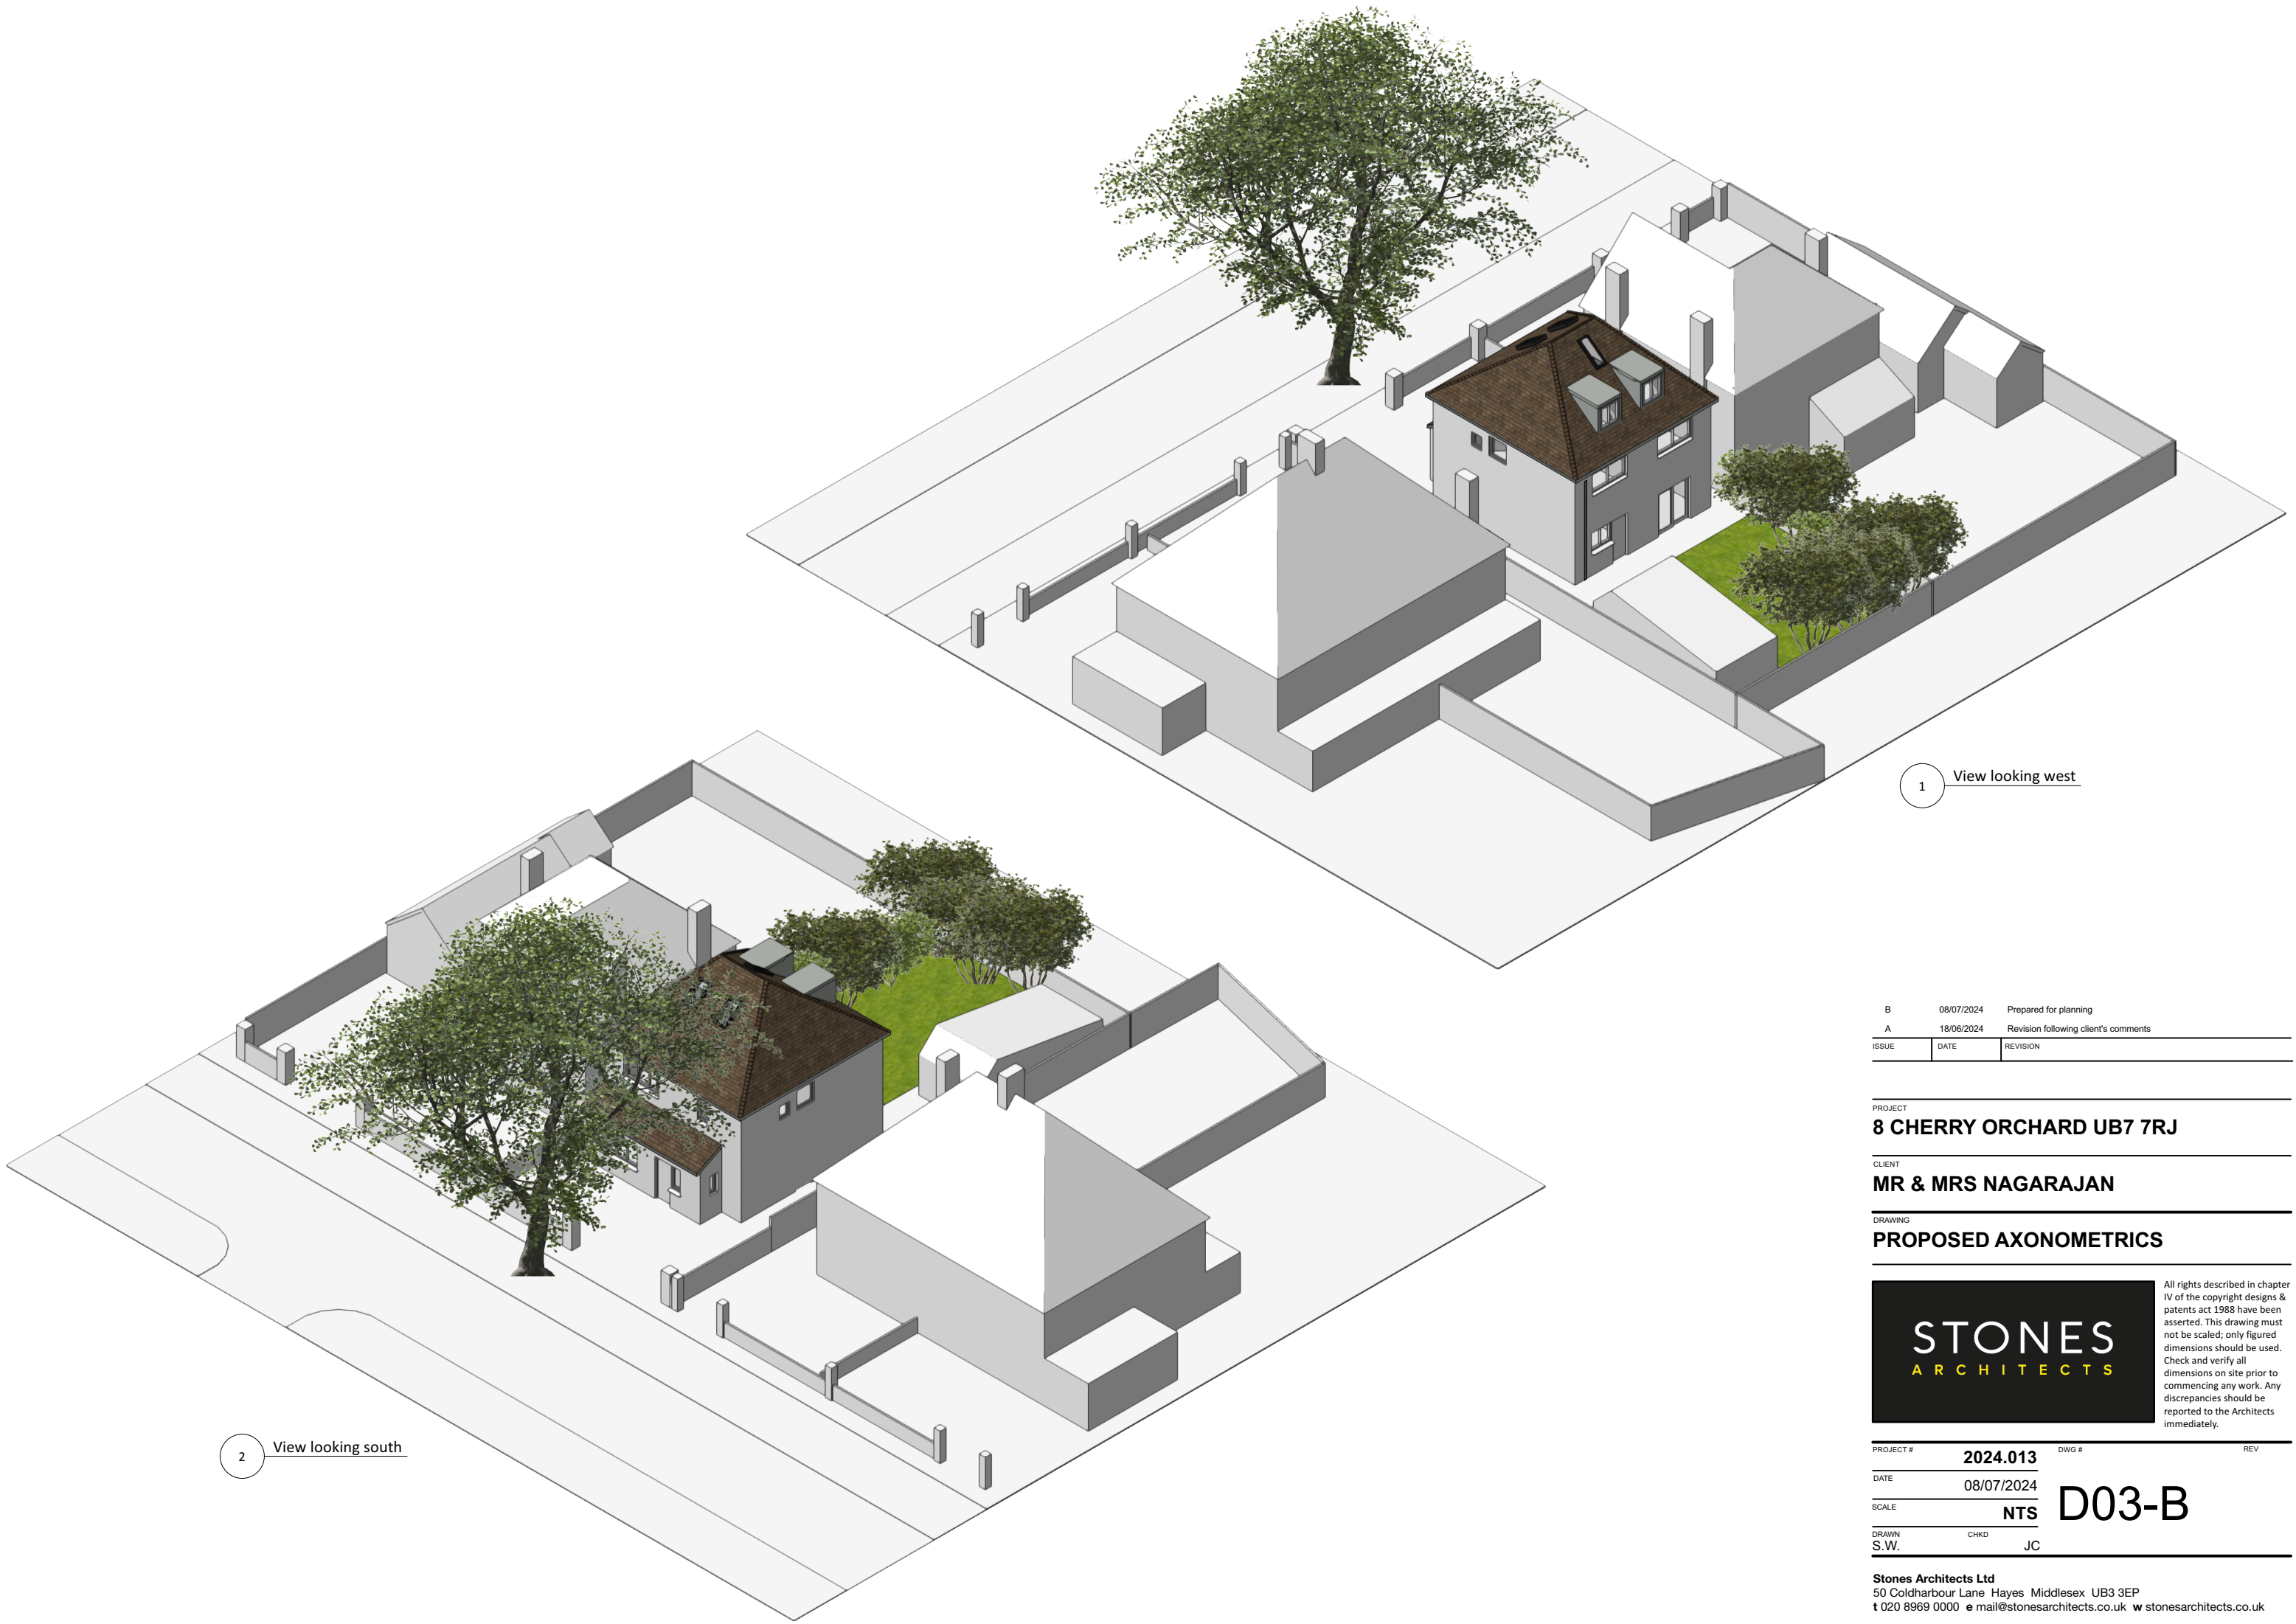 1
View looking west
2
View looking south
B 08/07/2024 Prepared for planning
A 18/06/2024 Revision following client's comments
ISSUE DATE REVISION
PROJECT
8 CHERRY ORCHARD UB7 7RJ
CLIENT
MR & MRS NAGARAJAN
DRAWING
PROPOSED AXONOMETRICS
STONES
ARCHITECTS
All rights described in chapter
IV of the copyright designs &
patents act 1988 have been
asserted. This drawing must
not be scaled; only figured
dimensions should be used.
Check and verify all
dimensions on site prior to
commencing any work. Any
discrepancies should be
reported to the Architects
immediately.
PROJECT # 2024.013
DATE 08/07/2024
SCALE NTS
DRAWN CHKD
S.W. JC
DWG # REV
D03-B
Stones Architects Ltd
50 Coldharbour Lane Hayes Middlesex UB3 3EP
t 020 8969 0000 e mail@stonesarchitects.co.uk w stonesarchitects.co.uk